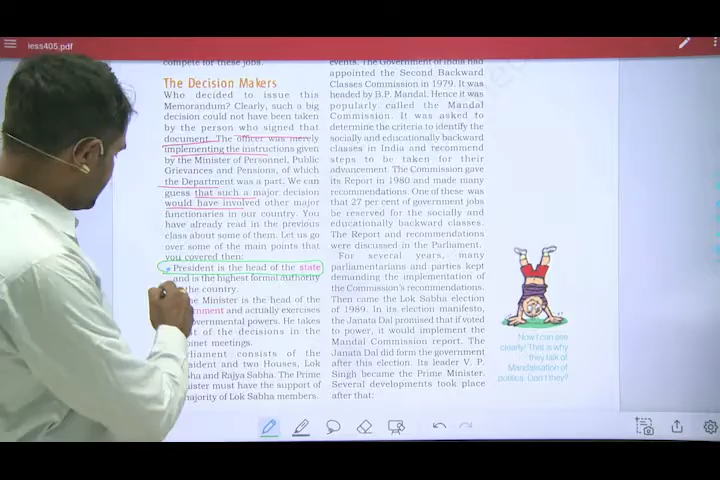 iess405.pdf
compete for these jobs.
The Decision Makers
Who decided to issue this
Memorandum? Clearly, such a big
decision could not have been taken
by the person who signed that
document. The officer was merely
implementing the instructions given
by the Minister of Personnel, Public
Grievances and Pensions, of which
the Department was a part. We can
guess that such a major decision
would have involved other major
functionaries in our country. You
have already read in the previous
class about some of them. Let us go
over some of the main points that
you covered then:
President is the head of the state
and is the highest formal authority
the country.
Minister is the head of the
and actually exercises
He takes
of the decisions in the
meetings.
consists of the
and two Houses, Lok
and Rajya Sabha. The Prime
must have the support of
of Lok Sabha members.
events. The Government of India had
appointed the Second Backward
Classes Commission in 1979. It was
headed by B.P. Mandal. Hence it was
popularly called the Mandal
Commission. It was asked to
determine the criteria to identify the
socially and educationally backward
classes in India and recommend
steps to be taken for their
advancement. The Commission gave
its Report in 1980 and made many
recommendations. One of these was
that 27 per cent of government jobs
be reserved for the socially and
educationally backward classes.
The Report and recommendations
were discussed in the Parliament.
For several years, many
parliamentarians and parties kept
demanding the implementation of
the Commission's recommendations.
Then came the Lok Sabha election
of 1989. In its election manifesto,
the Janata Dal promised that if voted
to power, it would implement the
Mandal Commission report. The
Janata Dal did form the government
after this election. Its leader V. P.
Singh became the Prime Minister.
Several developments took place
after that:
Now I can see
clearly! That is why
they talk of
Mandalisation of
politics. Don't they?